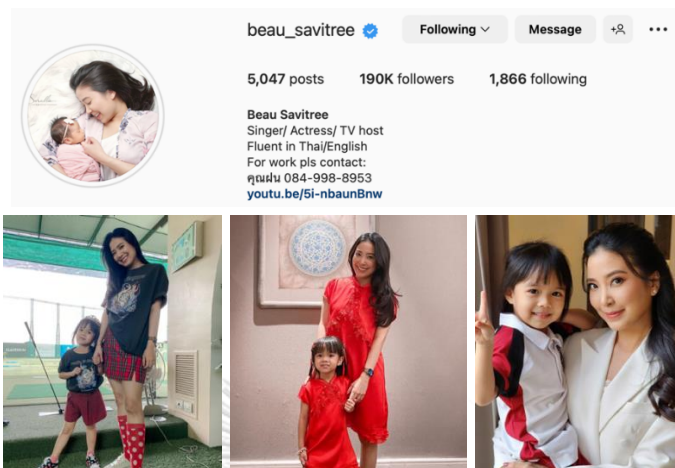 beau_savitree
Following
Message
5,047 posts
190K followers
1,866 following
Beau Savitree
Singer/ Actress/ TV host
Fluent in Thai/English
For work pls contact:
คุณฝน 084-998-8953
youtu.be/5i-nbaunBnw